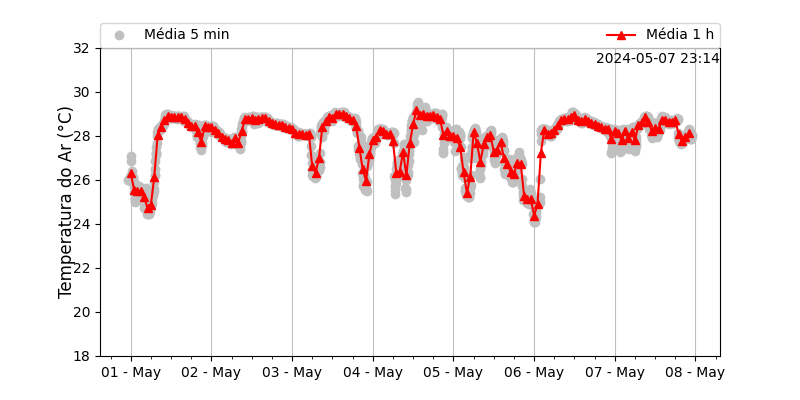 Média 5 min
Média 1 h
2024-05-07 23:14
Temperatura do Ar (°C)
32
30
28
26
24
22
20
18
01 - May
02 - May
03 - May
04 - May
05 - May
06 - May
07 - May
08 - May